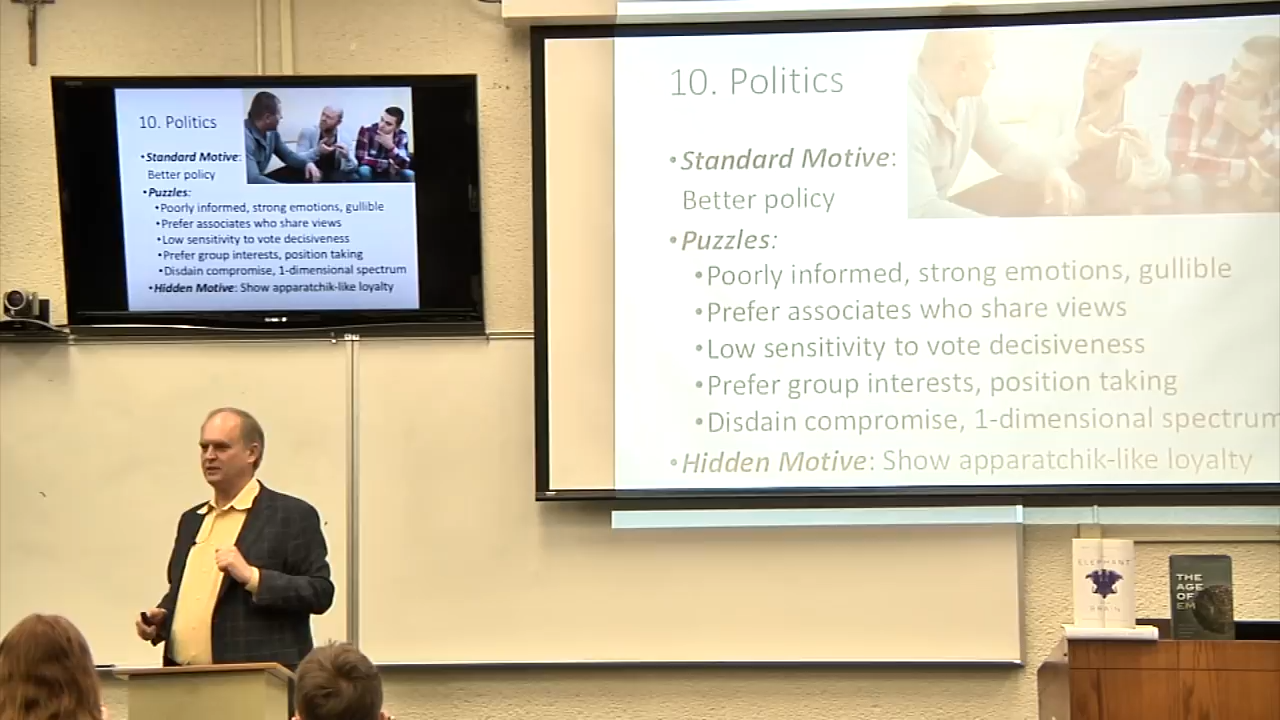 10. Politics
•Standard Motive:
Better policy
•Puzzles:
•Poorly informed, strong emotions, gullible
•Prefer associates who share views
•Low sensitivity to vote decisiveness
•Prefer group interests, position taking
•Disdain compromise, 1-dimensional spectrum
•Hidden Motive: Show apparatchik-like loyalty
10. Politics
•Standard Motive:
Better policy
•Puzzles:
•Poorly informed, strong emotions, gullible
•Prefer associates who share views
•Low sensitivity to vote decisiveness
•Prefer group interests, position taking
•Disdain compromise, 1-dimensional spectrum
•Hidden Motive: Show apparatchik-like loyalty
ELEPHANT
BRAIN
THE
AGE
OF
EM